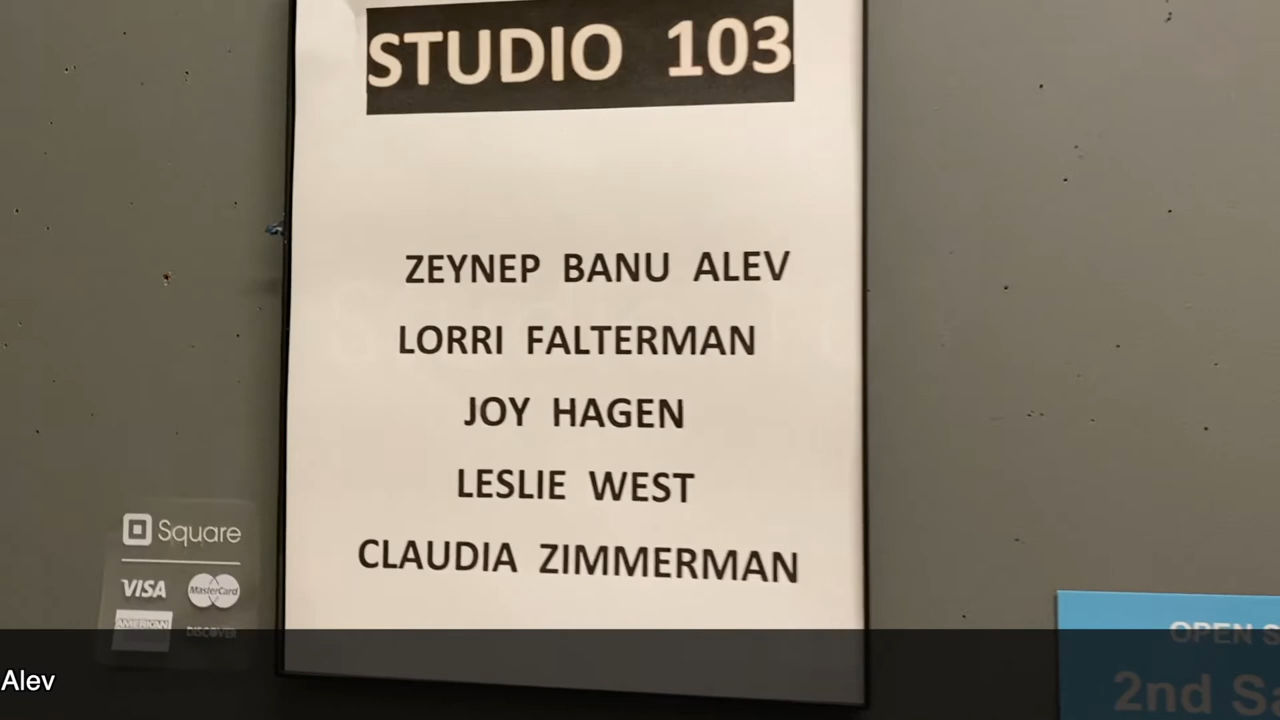 STUDIO 103
ZEYNEP BANU ALEV
LORRI FALTERMAN
JOY HAGEN
LESLIE WEST
CLAUDIA ZIMMERMAN
Square
VISA MasterCard
AMERICAN DISCOVER
OPEN
2nd
Alev